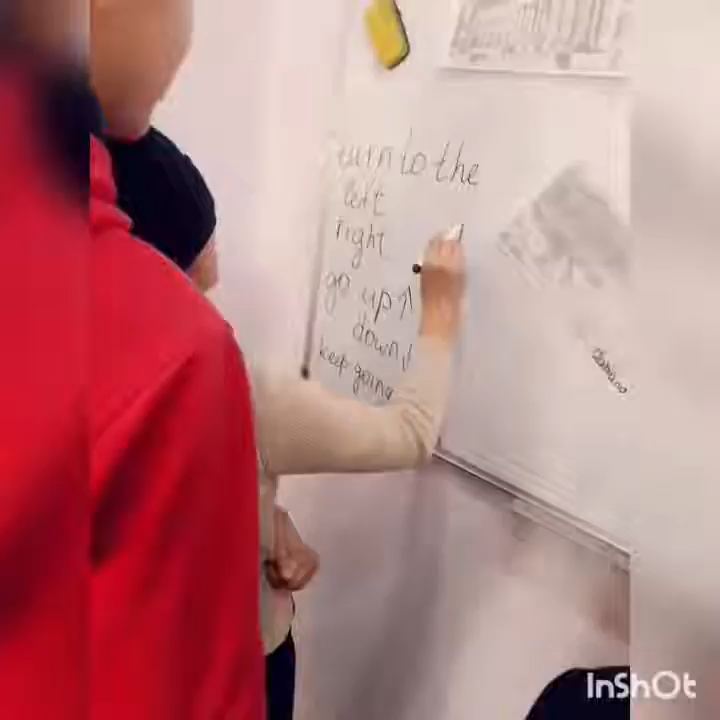 turn to the
left
right
go up↑
down↓
keep going
InShOt